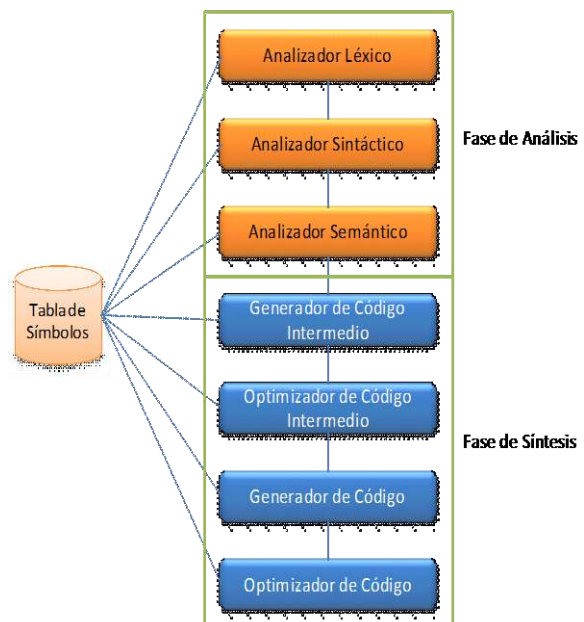 Analizador Léxico
Analizador Sintáctico
Fase de Análisis
Analizador Semántico
Tabla de
Símbolos
Generador de Código
Intermedio
Optimizador de Código
Intermedio
Fase de Síntesis
Generador de Código
Optimizador de Código